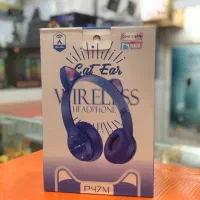 Cat Ear
WIRELESS
HEADPHONE
P47M